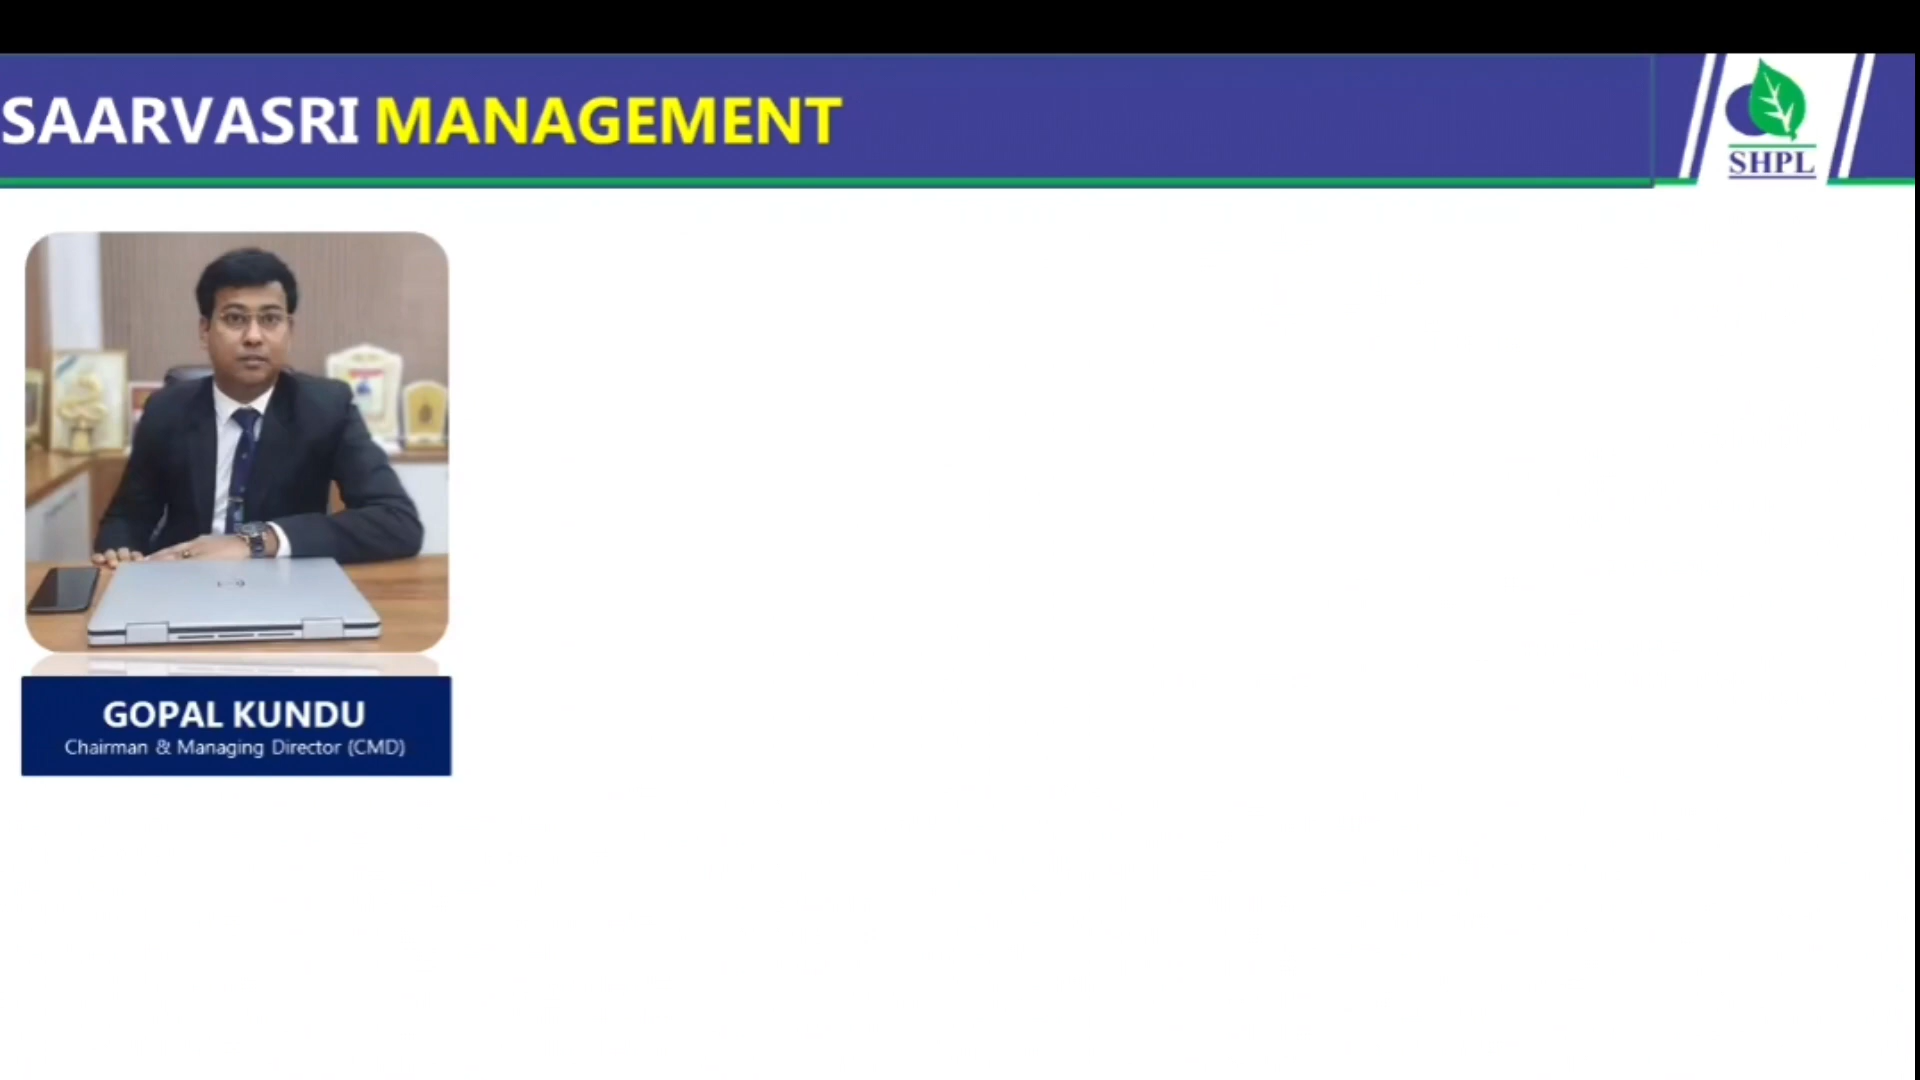 SAARVASRI MANAGEMENT
SHPL
GOPAL KUNDU
Chairman & Managing Director (CMD)